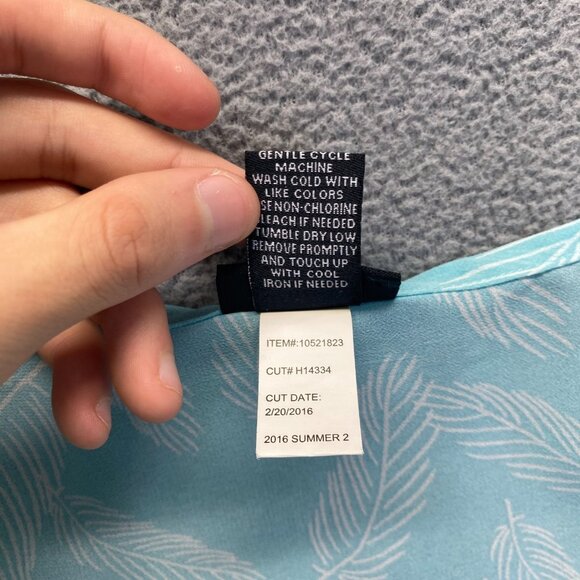 GENTLE CYCLE
MACHINE
WASH COLD WITH
LIKE COLORS
SE NON-CHLORINE
LEACH IF NEEDED
TUMBLE DRY LOW
REMOVE PROMPTLY
AND TOUCH UP
WITH COOL
IRON IF NEEDED
ITEM#:10521823
CUT# H14334
CUT DATE:
2/20/2016
2016 SUMMER 2